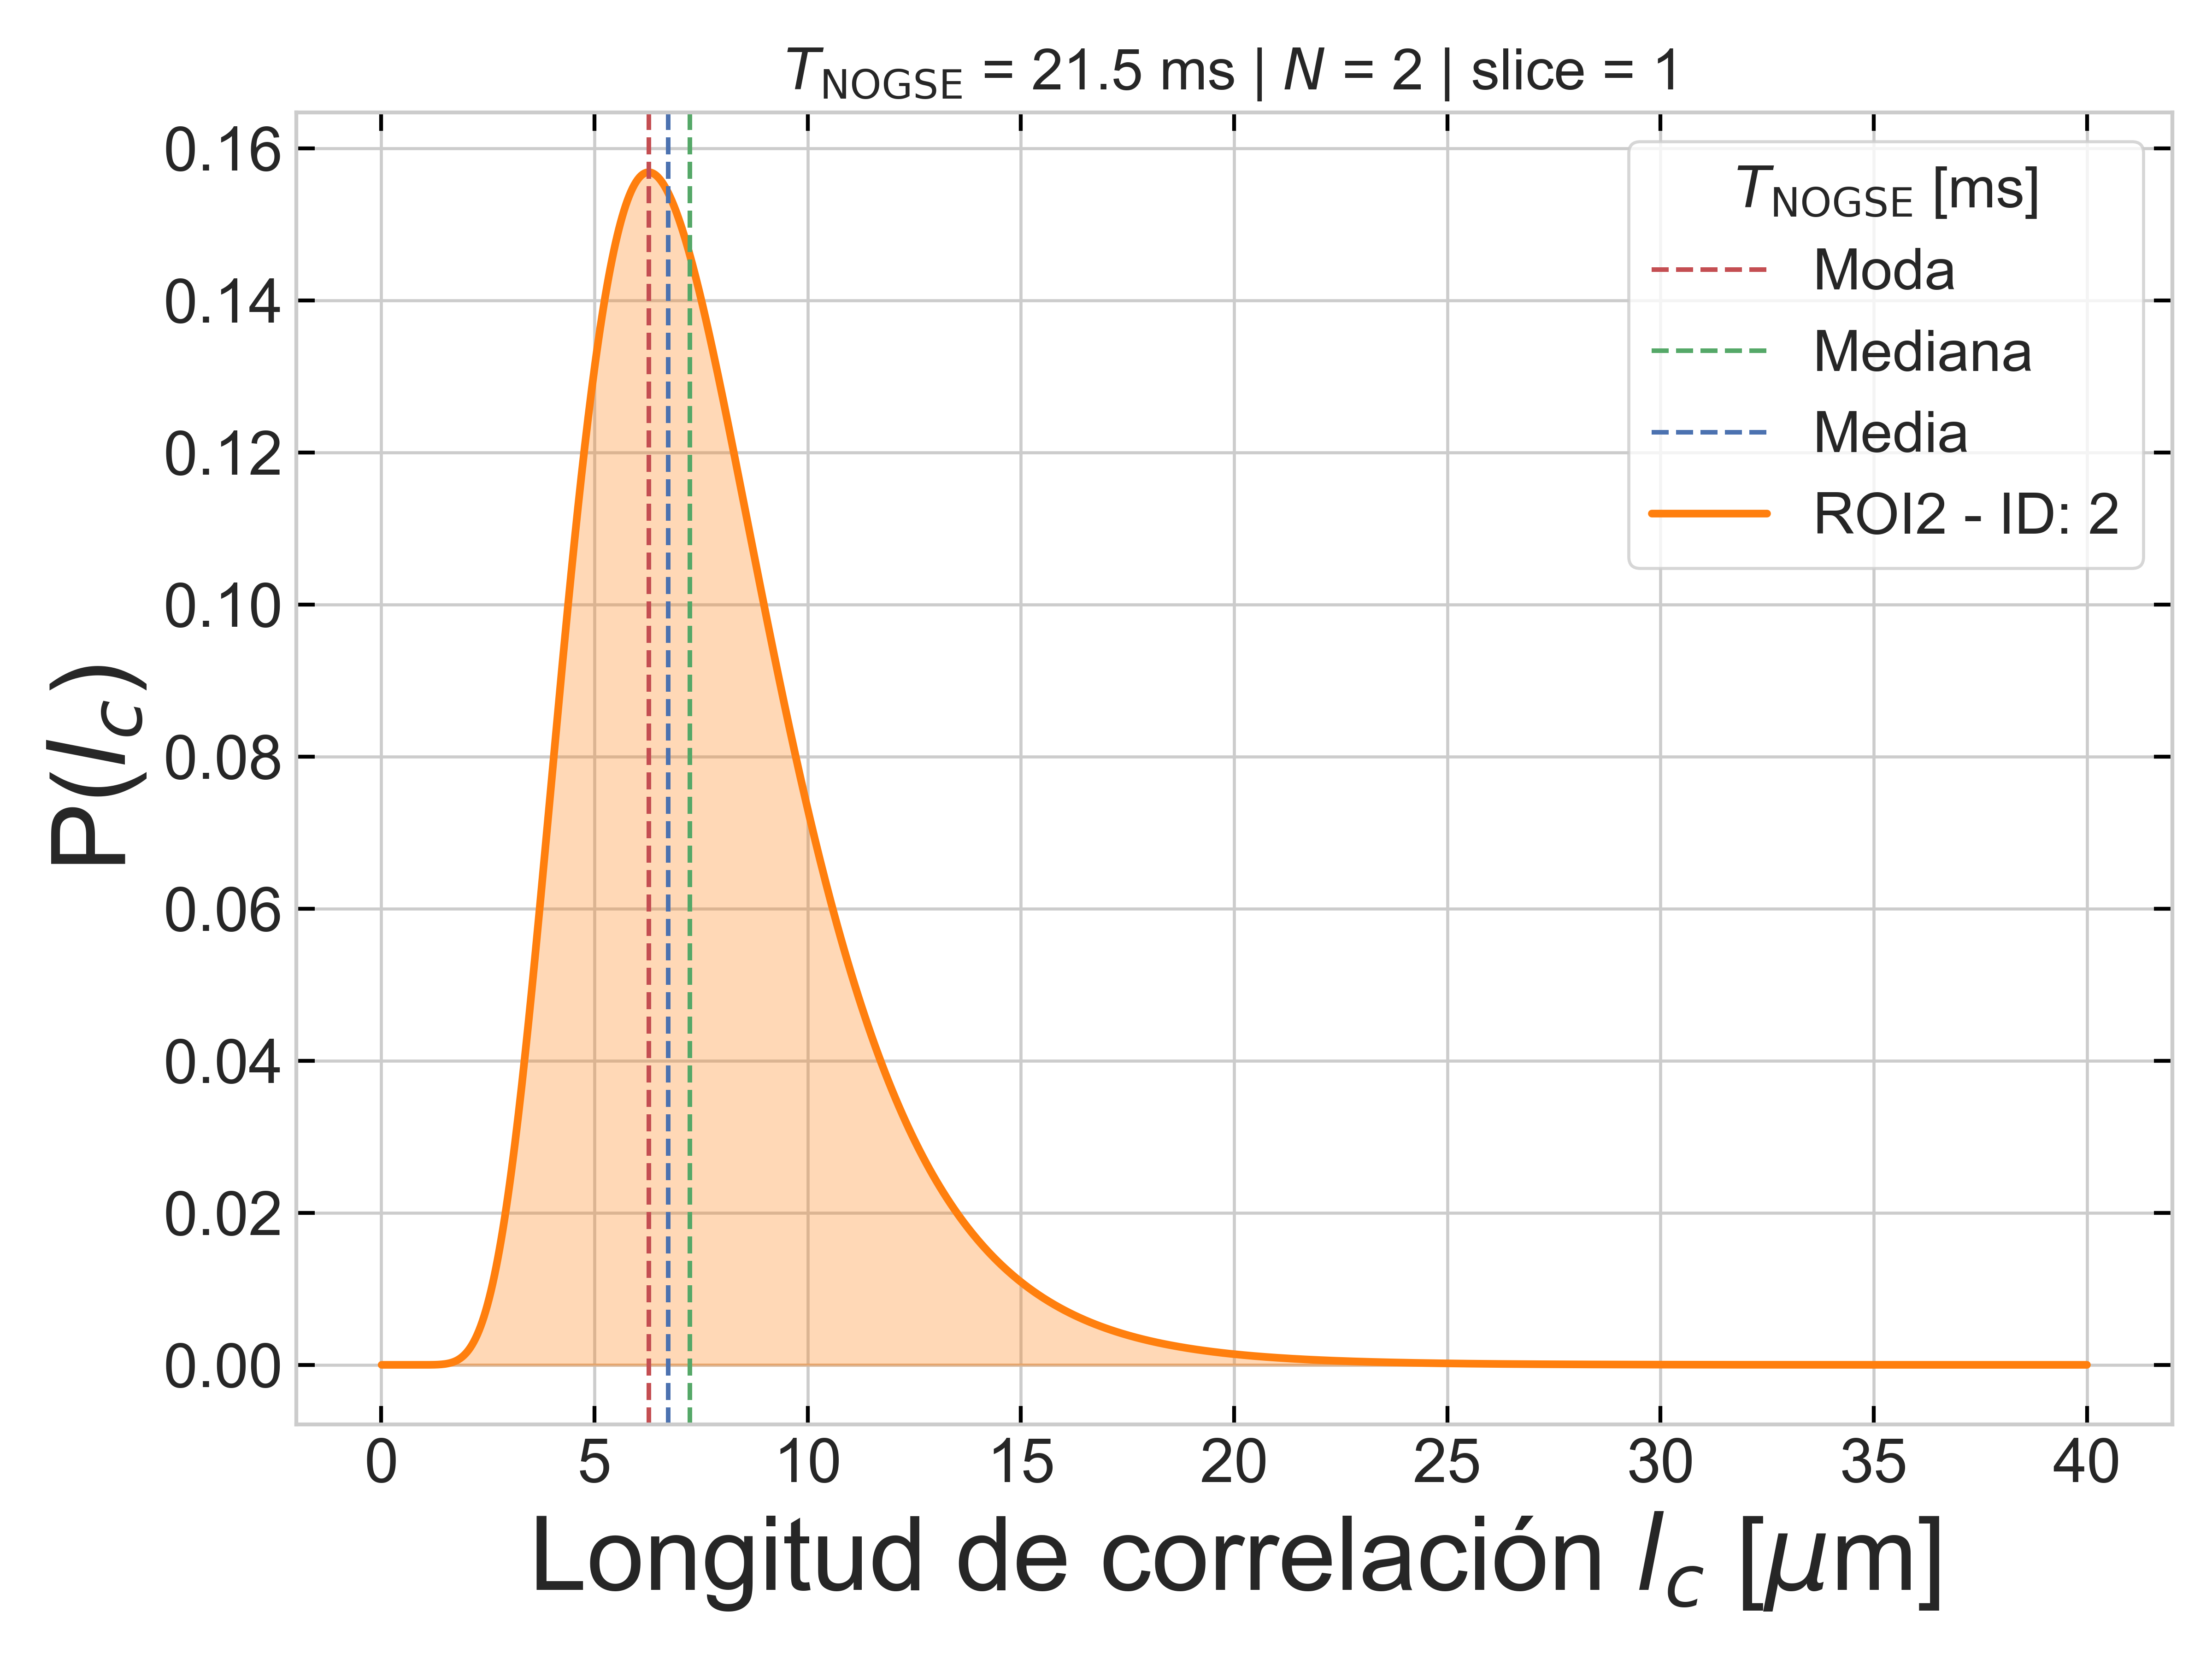 T_NOGSE = 21.5 ms | N = 2 | slice = 1
T_NOGSE [ms]
Moda
Mediana
Media
ROI2 - ID: 2
P(l_c)
0.16
0.14
0.12
0.10
0.08
0.06
0.04
0.02
0.00
0 5 10 15 20 25 30 35 40
Longitud de correlación l_c [μm]